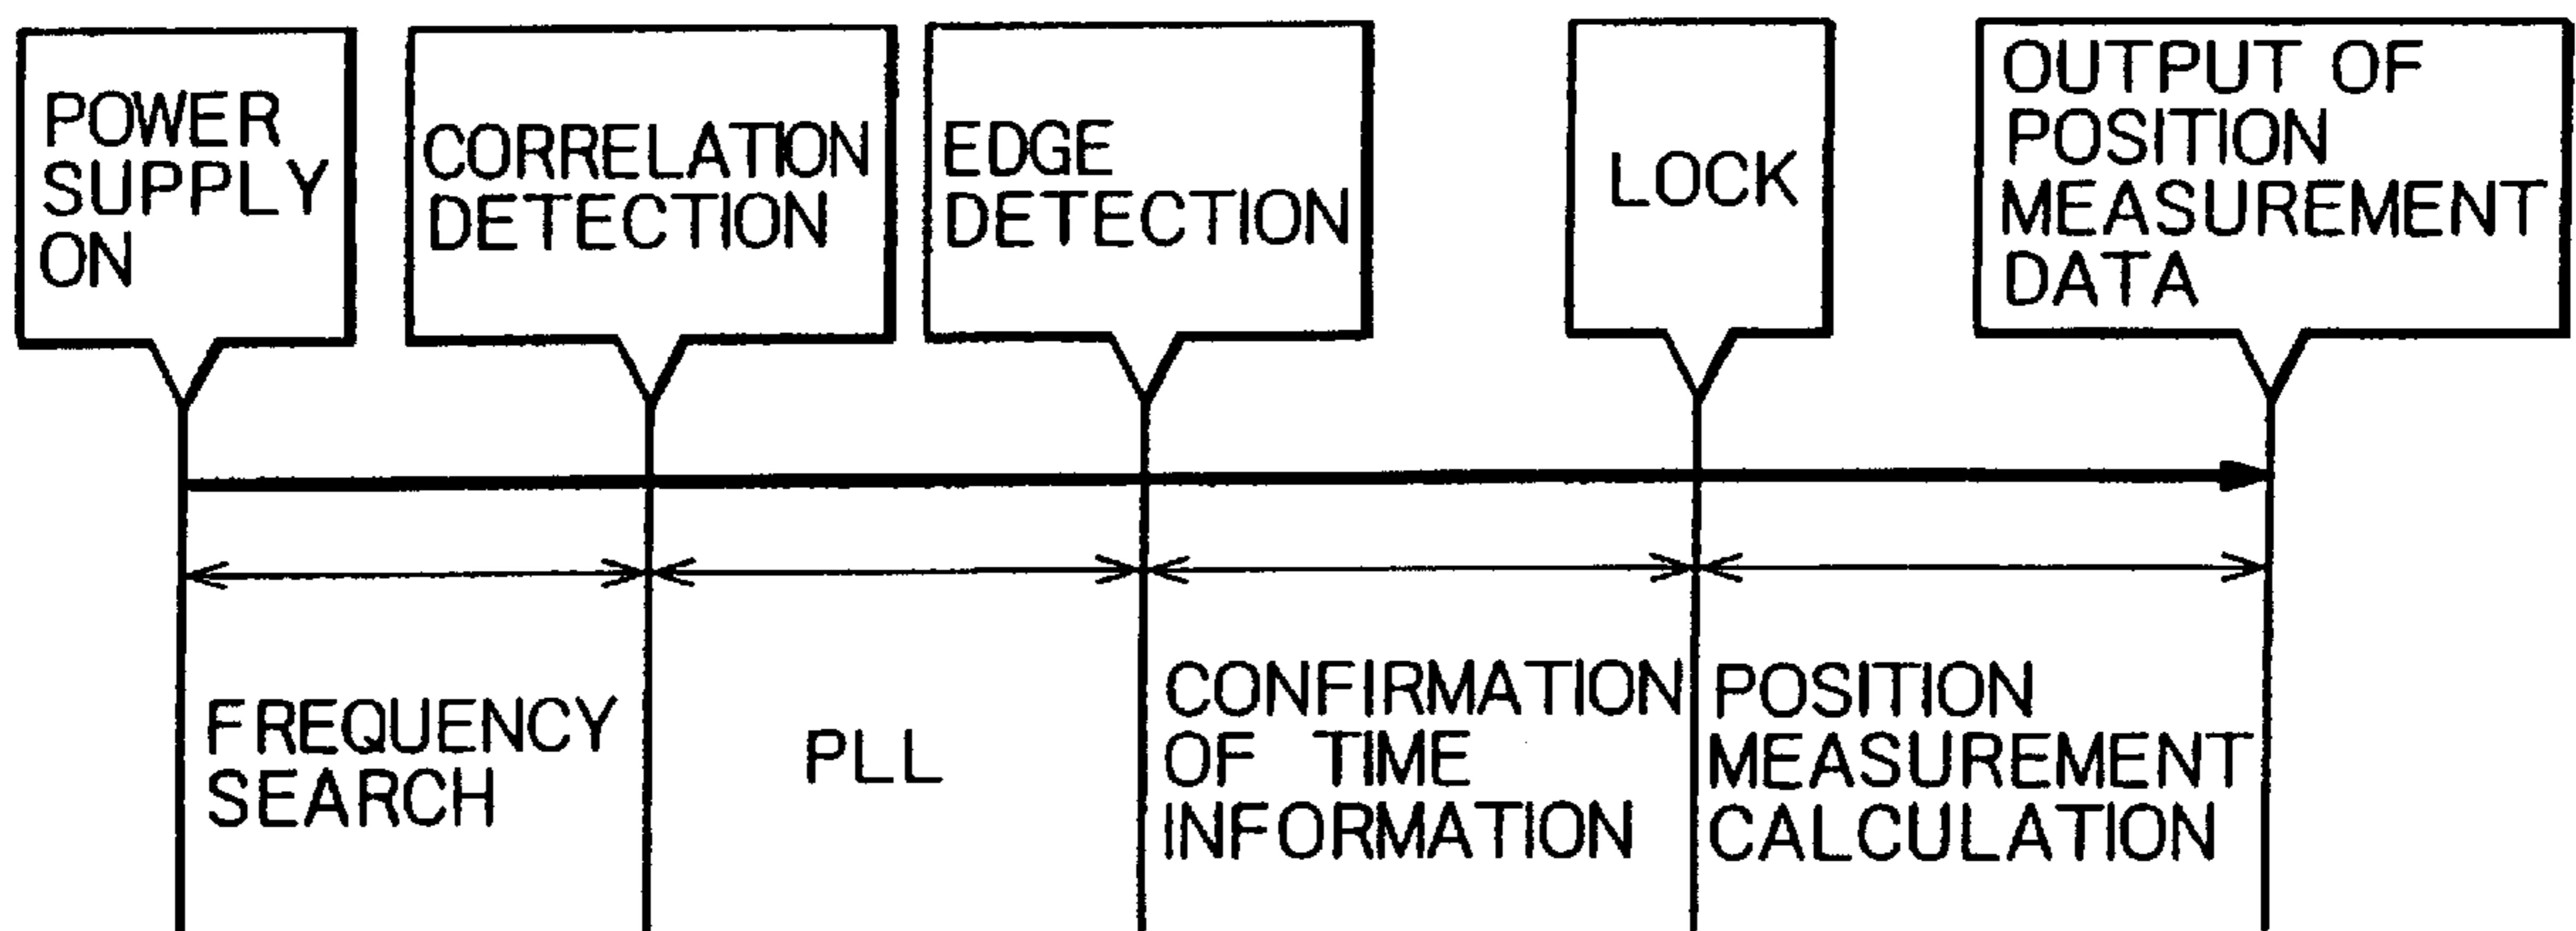 POWER
SUPPLY
ON
CORRELATION
DETECTION
EDGE
DETECTION
LOCK
OUTPUT OF
POSITION
MEASUREMENT
DATA
FREQUENCY
SEARCH
PLL
CONFIRMATION
OF TIME
INFORMATION
POSITION
MEASUREMENT
CALCULATION